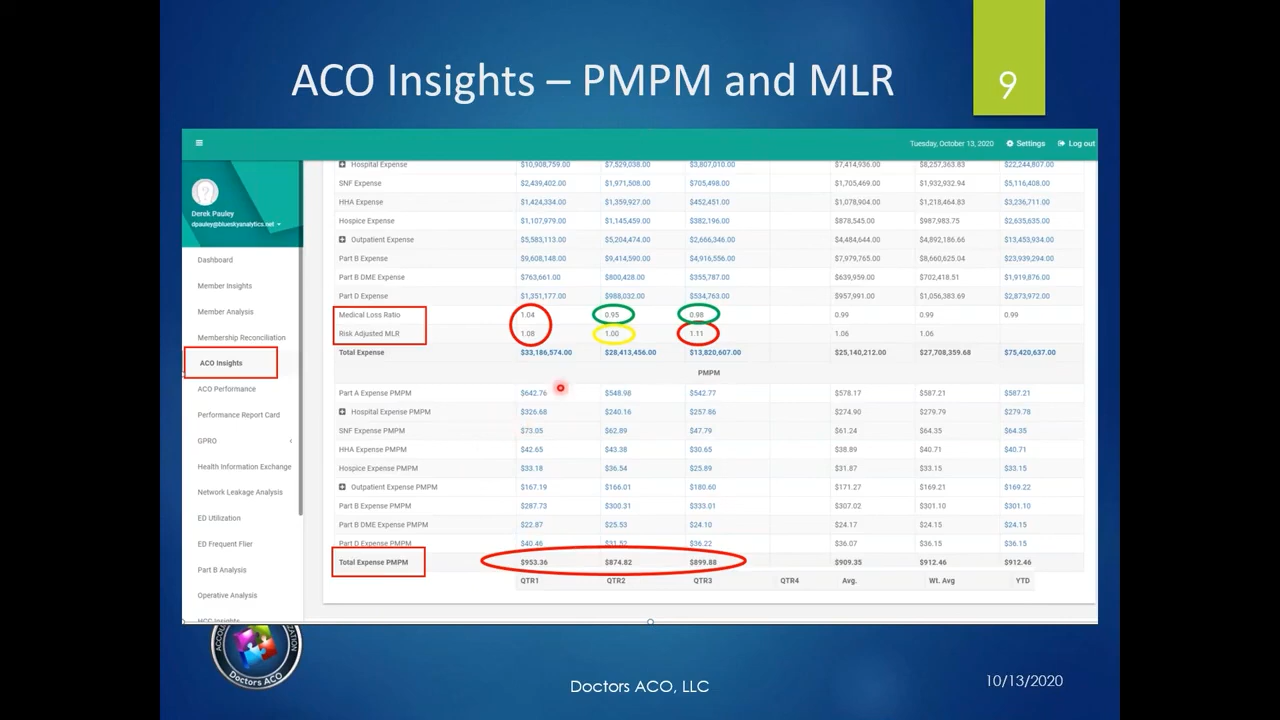 ACO Insights – PMPM and MLR
9
Tuesday, October 13, 2020 Settings Log out
Derek Pauley
dpauley@blueskyanalytics.net
Dashboard
Member Insights
Member Analysis
Membership Reconciliation
ACO Insights
ACO Performance
Performance Report Card
GPRO
Health Information Exchange
Network Leakage Analysis
ED Utilization
ED Frequent Flier
Part B Analysis
Operative Analysis
HCC Insights
Hospital Expense $10,908,759.00 $7,529,038.00 $3,807,010.00 $7,414,936.00 $8,257,363.83 $22,244,807.00
SNF Expense $2,439,402.00 $1,971,508.00 $705,498.00 $1,705,469.00 $1,932,932.94 $5,116,408.00
HHA Expense $1,424,334.00 $1,359,927.00 $452,451.00 $1,078,904.00 $1,218,464.83 $3,236,711.00
Hospice Expense $1,107,979.00 $1,145,459.00 $382,196.00 $878,545.00 $987,983.75 $2,635,635.00
Outpatient Expense $5,583,113.00 $5,204,474.00 $2,666,346.00 $4,484,644.00 $4,892,186.66 $13,453,934.00
Part B Expense $9,608,148.00 $9,414,590.00 $4,916,556.00 $7,979,765.00 $8,660,625.04 $23,939,294.00
Part B DME Expense $763,661.00 $800,428.00 $355,787.00 $639,959.00 $702,418.51 $1,919,876.00
Part D Expense $1,351,177.00 $988,032.00 $534,763.00 $957,991.00 $1,056,383.69 $2,873,972.00
Medical Loss Ratio 1.04 0.95 0.98 0.99 0.99 0.99
Risk Adjusted MLR 1.08 1.00 1.11 1.06 1.06
Total Expense $33,186,574.00 $28,413,456.00 $13,820,607.00 $25,140,212.00 $27,708,359.68 $75,420,637.00
PMPM
Part A Expense PMPM $642.76 $548.98 $542.77 $578.17 $587.21 $587.21
Hospital Expense PMPM $326.68 $240.16 $257.86 $274.90 $279.79 $279.78
SNF Expense PMPM $73.05 $62.89 $47.79 $61.24 $64.35 $64.35
HHA Expense PMPM $42.65 $43.38 $30.65 $38.89 $40.71 $40.71
Hospice Expense PMPM $33.18 $36.54 $25.89 $31.87 $33.15 $33.15
Outpatient Expense PMPM $167.19 $166.01 $180.60 $171.27 $169.21 $169.22
Part B Expense PMPM $287.73 $300.31 $333.01 $307.02 $301.10 $301.10
Part B DME Expense PMPM $22.87 $25.53 $24.10 $24.17 $24.15 $24.15
Part D Expense PMPM $40.46 $31.52 $36.22 $36.07 $36.15 $36.15
Total Expense PMPM $953.36 $874.82 $899.88 $909.35 $912.46 $912.46
QTR1 QTR2 QTR3 QTR4 Avg. Wt. Avg YTD
Doctors ACO
Doctors ACO, LLC
10/13/2020